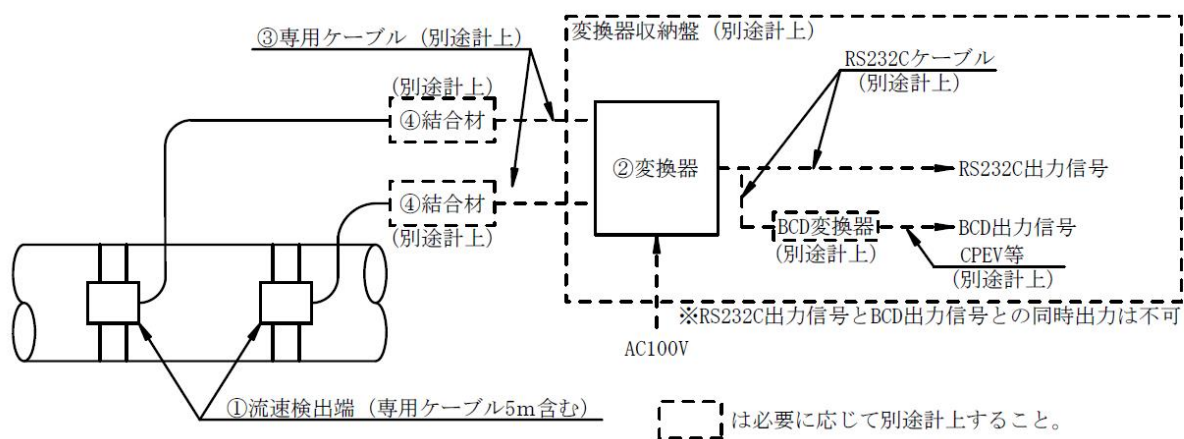 ③専用ケーブル (別途計上)
変換器収納盤 (別途計上)
RS232Cケーブル
(別途計上)
(別途計上)
④結合材
②変換器
RS232C出力信号
④結合材
(別途計上)
BCD変換器
(別途計上)
BCD出力信号
CPEV等
(別途計上)
※RS232C出力信号とBCD出力信号との同時出力は不可
AC100V
①流速検出端 (専用ケーブル5m含む)
は必要に応じて別途計上すること。